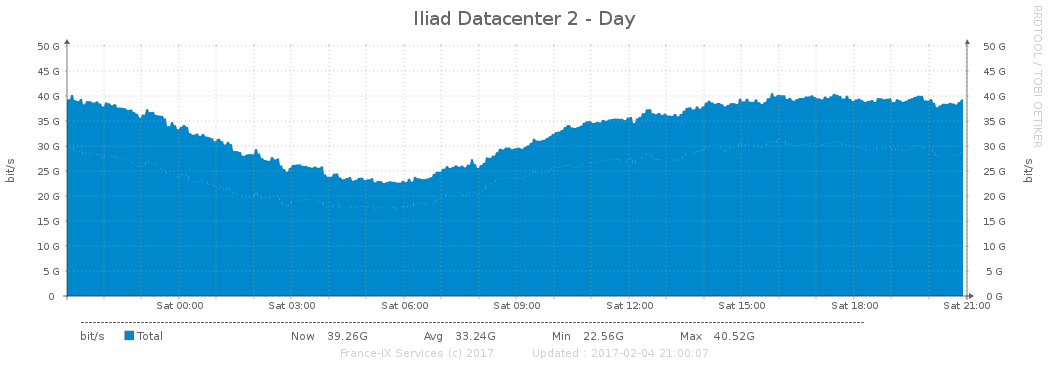 Iliad Datacenter 2 - Day
RRDTOOL / TOBI OETIKER
50 G 50 G
45 G 45 G
40 G 40 G
35 G 35 G
30 G 30 G
25 G 25 G
20 G 20 G
15 G 15 G
10 G 10 G
5 G 5 G
0 0 G
bit/s bit/s
Sat 00:00 Sat 03:00 Sat 06:00 Sat 09:00 Sat 12:00 Sat 15:00 Sat 18:00 Sat 21:00
bit/s Total Now 39.26G Avg 33.24G Min 22.56G Max 40.52G
France-IX Services (c) 2017 Updated : 2017-02-04 21:00:07